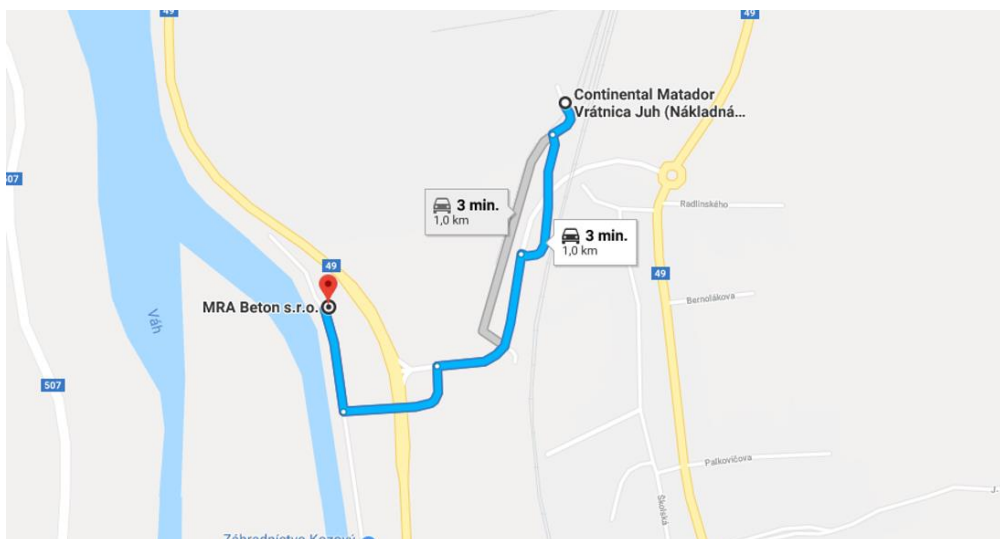 49
49
Continental Matador
Vrátnica Juh (Nákladná...
07
Radlinského
3 min.
1,0 km
3 min.
1,0 km
49
49
Bernolákova
MRA Beton s.r.o.
Váh
507
Palkovičova
Školská
J-
Záhradníctvo Kozový